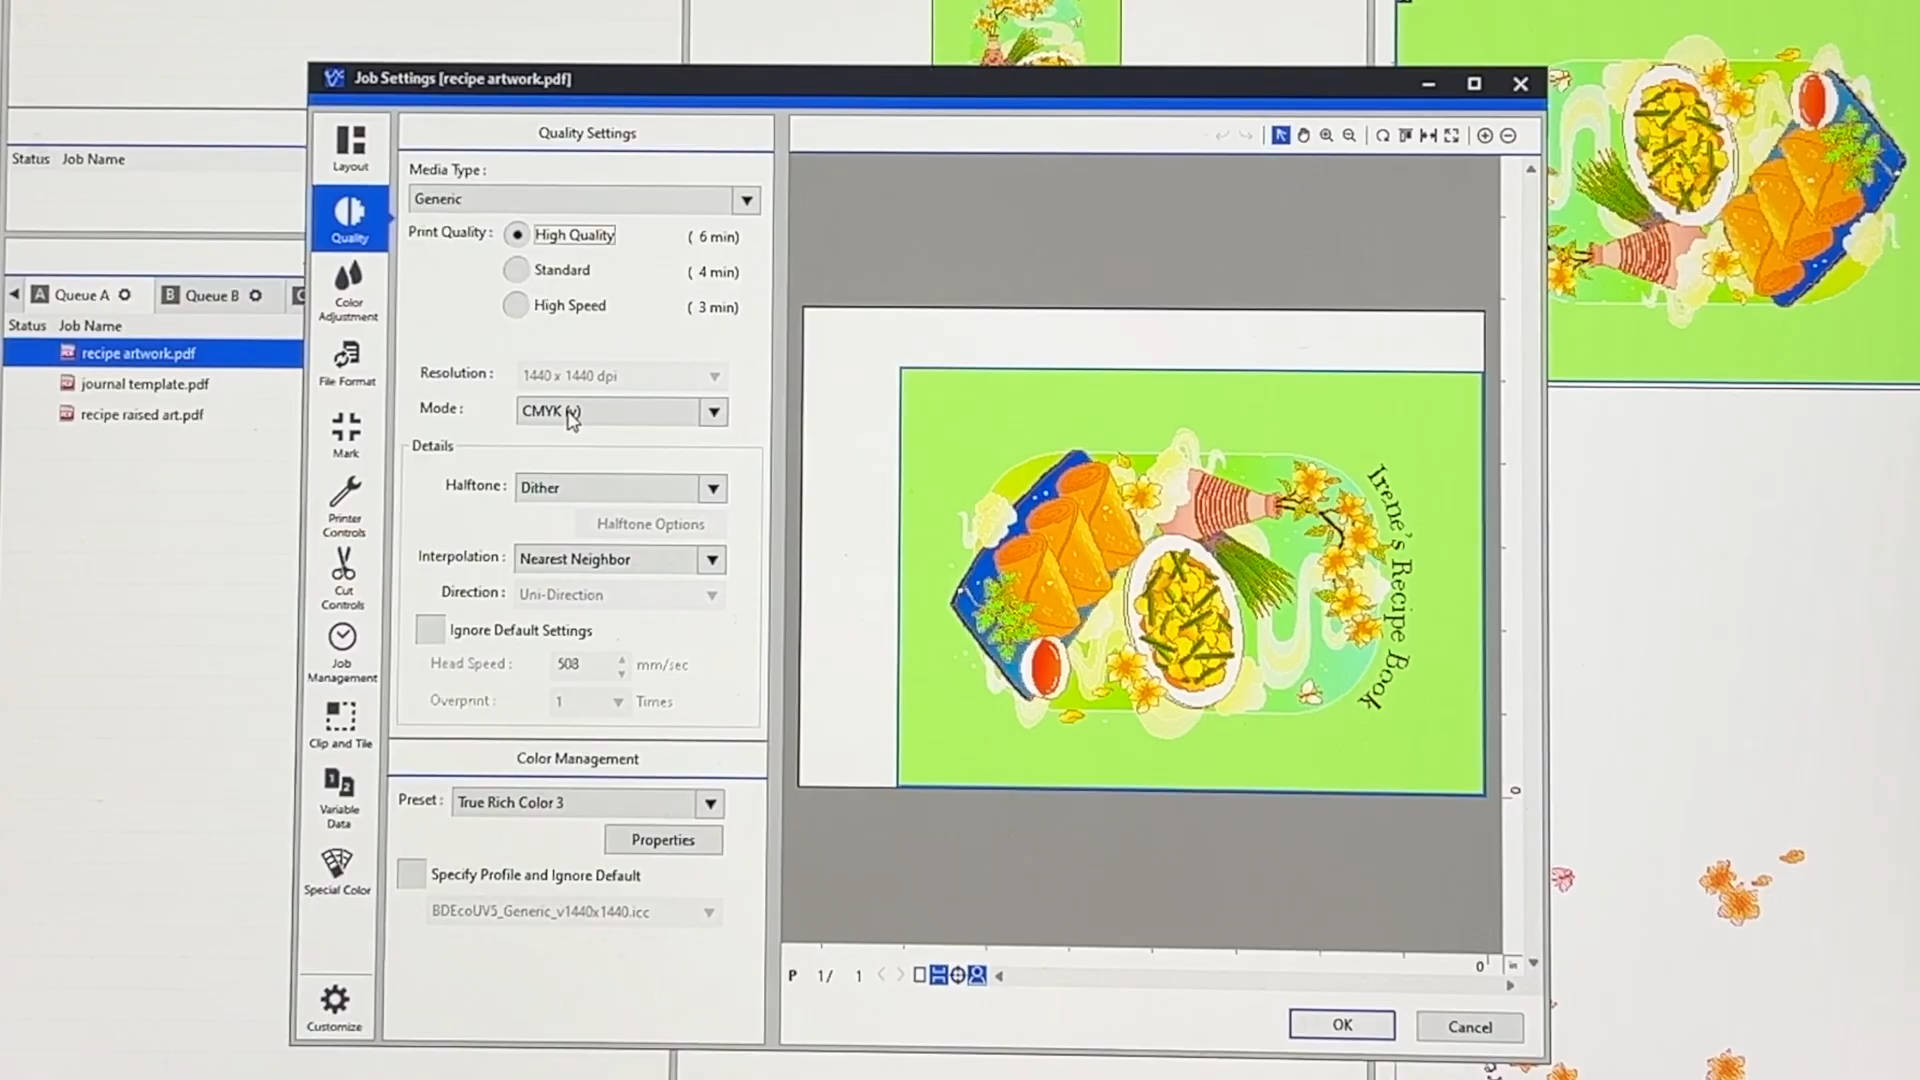 Job Settings [recipe artwork.pdf]
Status Job Name
A Queue A B Queue B C
Status Job Name
recipe artwork.pdf
journal template.pdf
recipe raised art.pdf
Layout
Quality
Color
Adjustment
File Format
Mark
Printer
Controls
Cut
Controls
Job
Management
Clip and Tile
1 2
Variable
Data
Special Color
Customize
Quality Settings
Media Type :
Generic
Print Quality : High Quality ( 6 min)
Standard ( 4 min)
High Speed ( 3 min)
Resolution : 1440 x 1440 dpi
Mode : CMYK (v)
Details
Halftone : Dither
Halftone Options
Interpolation : Nearest Neighbor
Direction : Uni-Direction
Ignore Default Settings
Head Speed : 508 mm/sec
Overprint : 1 Times
Color Management
Preset : True Rich Color 3
Properties
Specify Profile and Ignore Default
BDEcoUV5_Generic_v1440x1440.icc
Irene's Recipe Book
0
0 in
P 1/ 1
OK Cancel